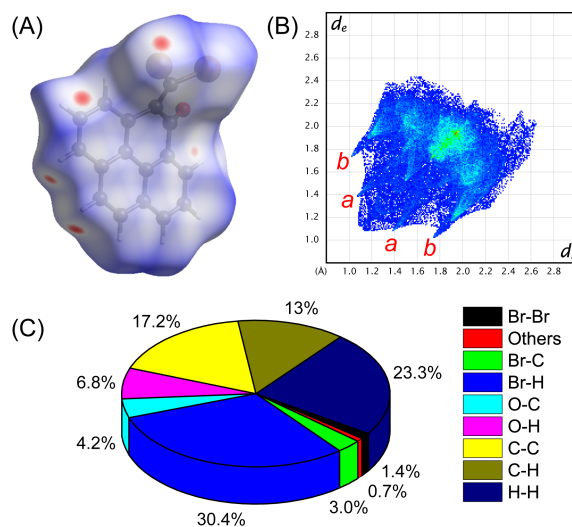 (A)
(B)
d_e
2.8
2.6
2.4
2.2
2.0
1.8
1.6
1.4
1.2
1.0
b
a
a
b
(Å) 1.0 1.2 1.4 1.6 1.8 2.0 2.2 2.4 2.6 2.8
d
(C)
13%
17.2%
23.3%
6.8%
4.2%
30.4%
3.0%
0.7%
1.4%
Br-Br
Others
Br-C
Br-H
O-C
O-H
C-C
C-H
H-H